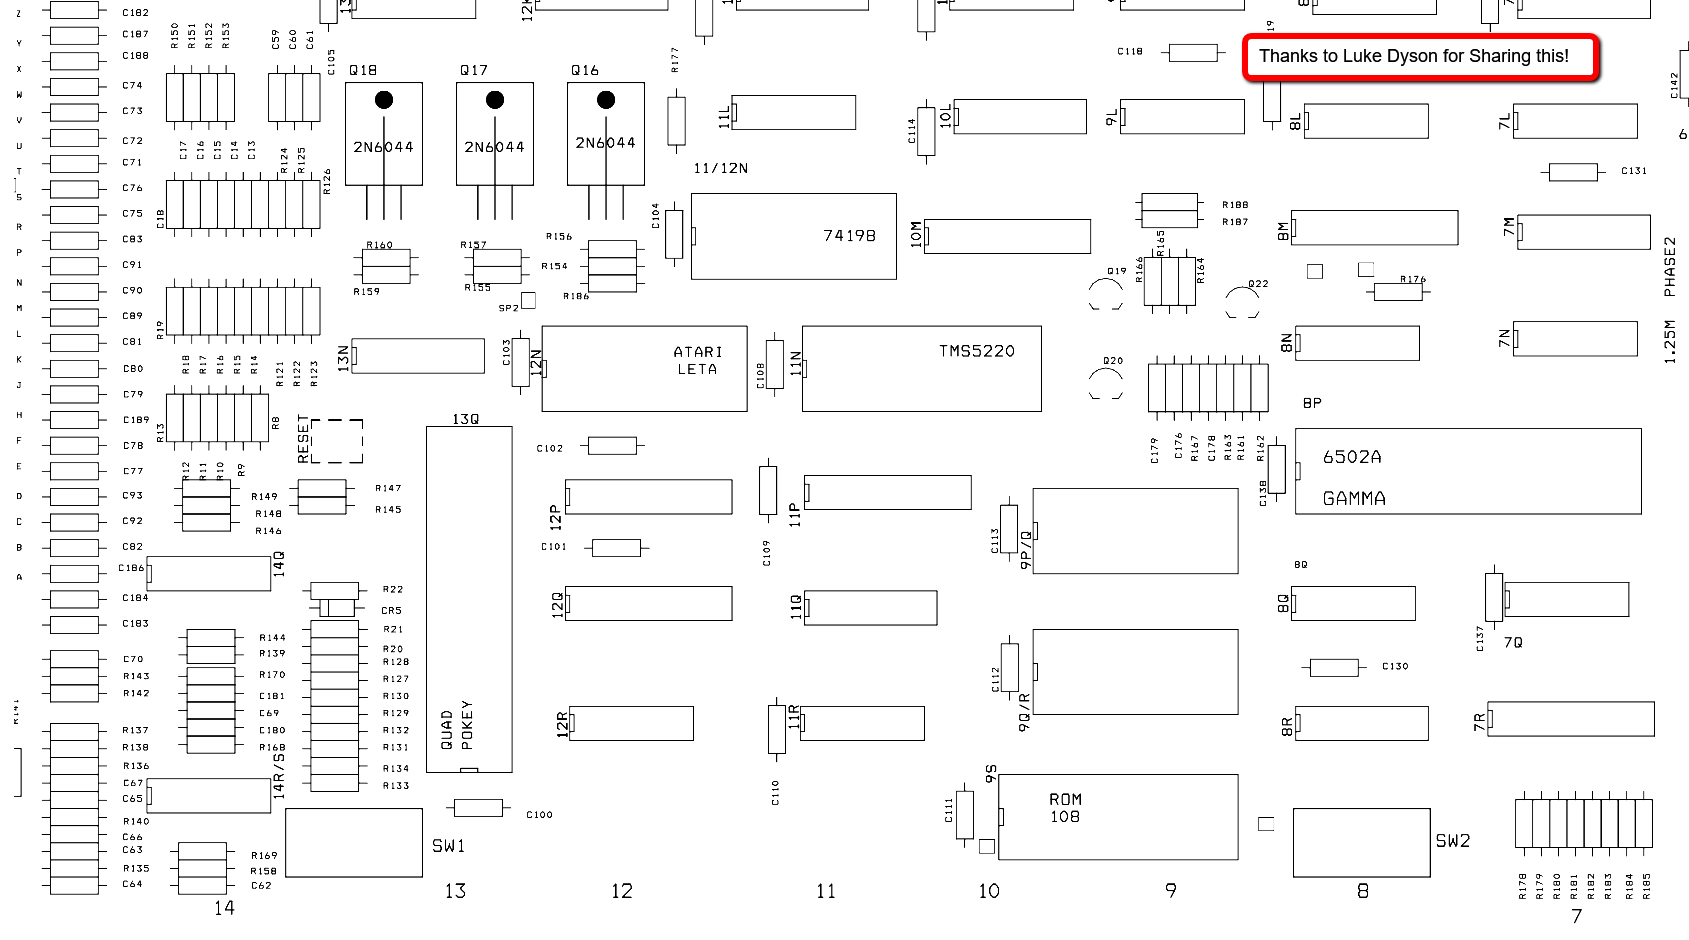 Z
C182
Y
C187
X
C188
W
C74
V
C73
U
C72
T
C71
S
C76
R
C75
P
C83
N
C91
M
C90
L
C89
K
C81
J
C80
H
C79
F
C189
E
C78
D
C77
C
C93
B
C92
A
C82
C186
C184
C183
C70
R143
R142
R137
R138
R136
C67
C65
R140
C66
C63
R135
C64
R150
R151
R152
R153
C59
C60
C61
C105
C17
C16
C15
C14
C13
R124
R125
R126
C18
R19
R18
R17
R16
R15
R14
R121
R122
R123
R13
R8
R12
R11
R10
R9
RESET
R149
R148
R146
R147
R145
14Q
R22
CR5
R144
R139
R170
C181
C69
C180
R168
R21
R20
R128
R127
R130
R129
R132
R131
R134
R133
14R/S
R169
R158
C62
SW1
C100
14
13
Q18
2N6044
Q17
2N6044
Q16
2N6044
R160
R159
R157
R155
R156
R154
R186
SP2
13N
C103
12N
ATARI
LETA
13Q
QUAD
POKEY
C102
12P
C101
12Q
12R
12
R177
11L
11/12N
C104
7419B
C108
11N
TMS5220
11P
C109
11Q
11R
C110
11
C114
10L
10M
C113
9P/Q
C112
9Q/R
C111
9S
ROM
108
10
C118
19
Thanks to Luke Dyson for Sharing this!
9L
R188
R187
R165
R166
R164
Q19
Q22
Q20
C179
C176
R167
C178
R163
R161
R162
9
8L
8M
R176
8N
8P
C138
6502A
GAMMA
8Q
8Q
C130
8R
SW2
8
7L
C131
7M
7N
C137
7Q
7R
R178
R179
R180
R181
R182
R183
R184
R185
7
C142
6
1.25M PHASE2